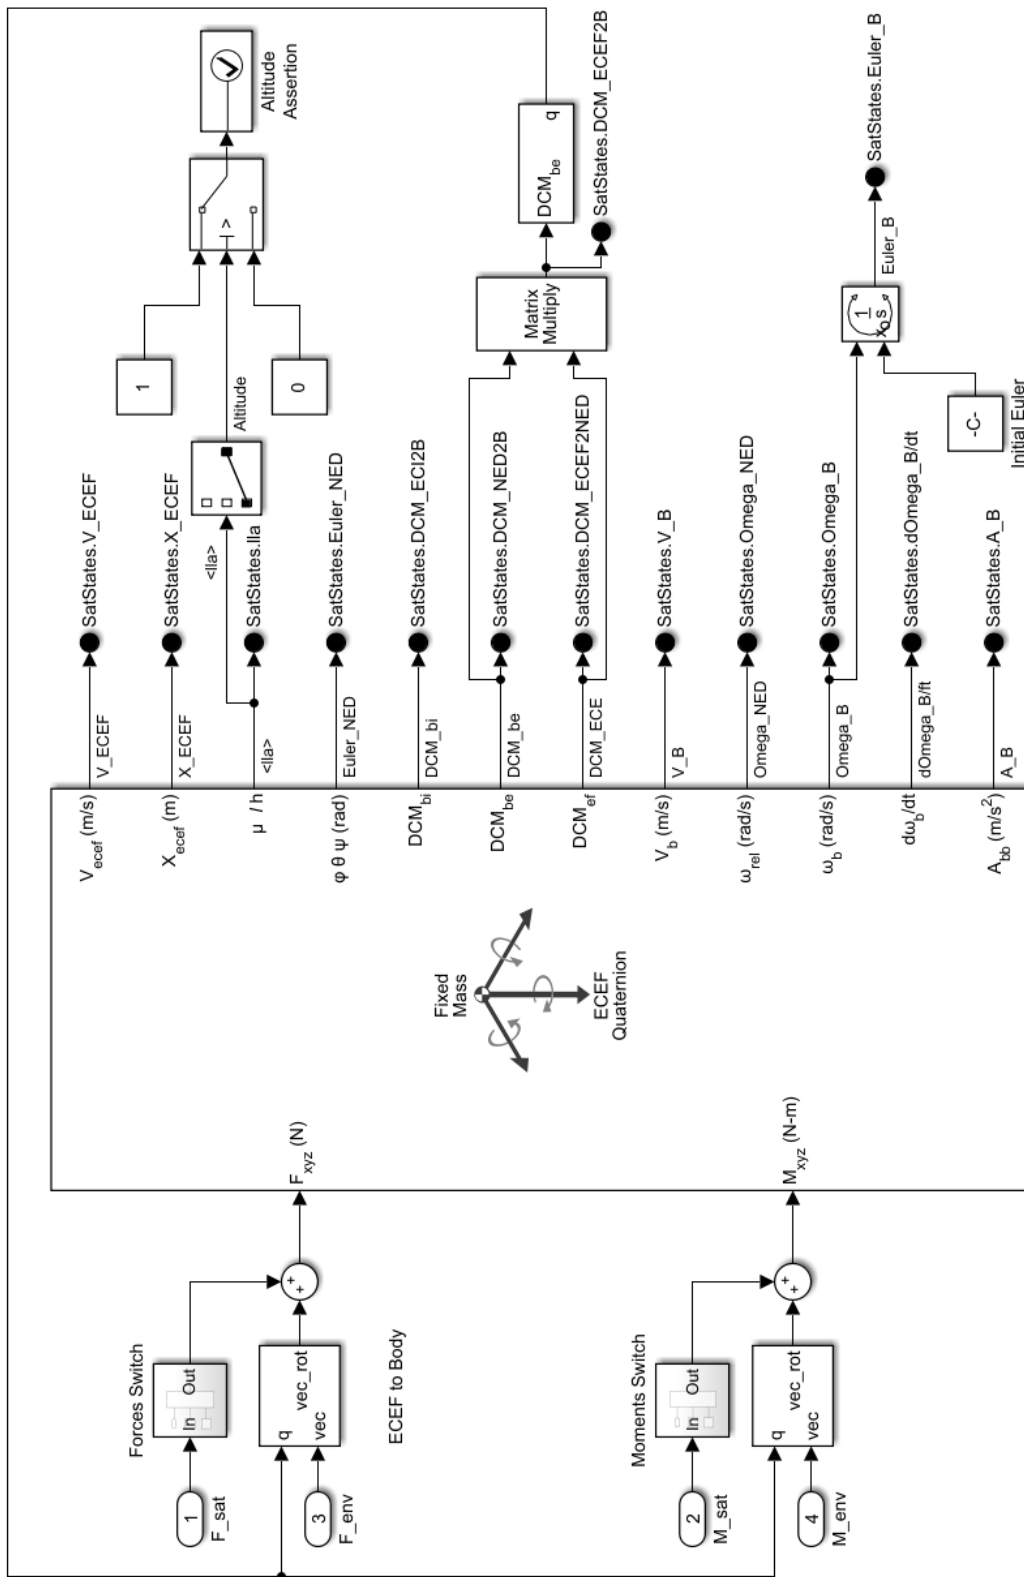 Forces Switch
In
Out
1
F_sat
q
vec
vec_rot
3
F_env
ECEF to Body
+
+
F_xyz (N)
Moments Switch
In
Out
2
M_sat
q
vec
vec_rot
4
M_env
+
+
M_xyz (N-m)
Fixed
Mass
ECEF
Quaternion
V_ecef (m/s)
V_ECEF
SatStates.V_ECEF
X_ecef (m)
X_ECEF
SatStates.X_ECEF
μ l h
<lla>
SatStates.lla
<lla>
Altitude
1
0
| >
Altitude
Assertion
φ θ ψ (rad)
Euler_NED
SatStates.Euler_NED
DCM_bi
DCM_bi
SatStates.DCM_ECI2B
DCM_be
DCM_be
SatStates.DCM_NED2B
DCM_ef
DCM_ECE
SatStates.DCM_ECEF2NED
Matrix
Multiply
DCM_be
q
SatStates.DCM_ECEF2B
V_b (m/s)
V_B
SatStates.V_B
ω_rel (rad/s)
Omega_NED
SatStates.Omega_NED
ω_b (rad/s)
Omega_B
SatStates.Omega_B
-C-
Initial Euler
1
s
x_o
Euler_B
SatStates.Euler_B
dω_b/dt
dOmega_B/ft
SatStates.dOmega_B/dt
A_bb (m/s²)
A_B
SatStates.A_B